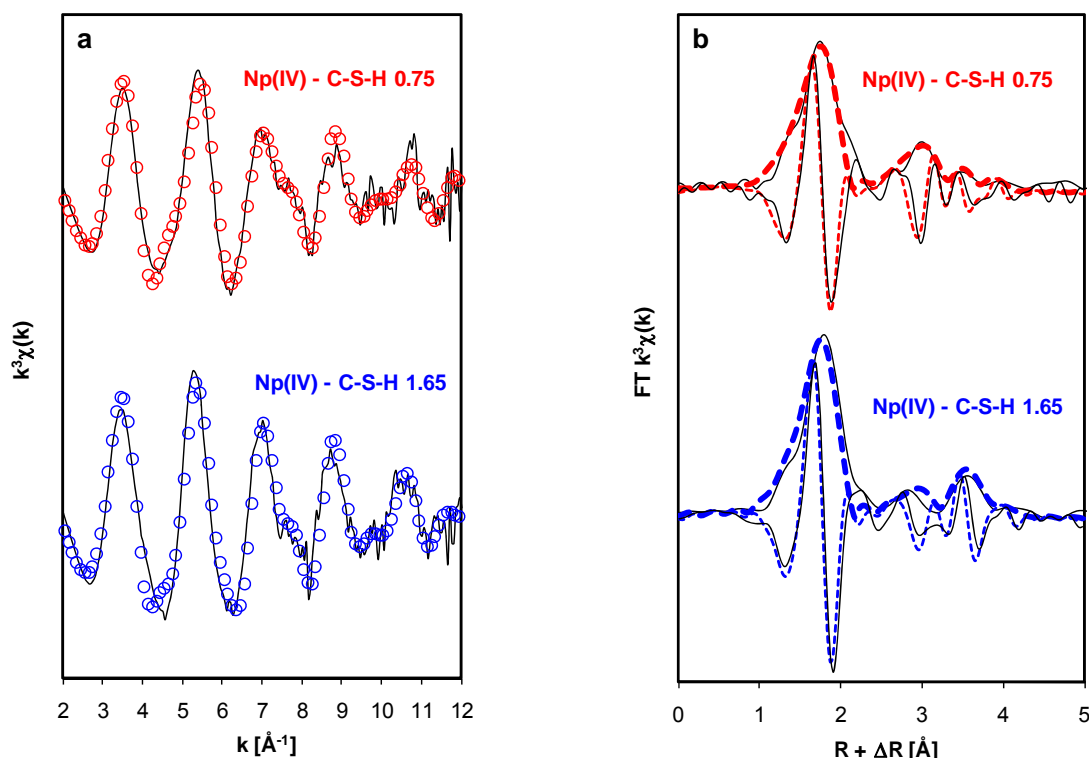 a
Np(IV) - C-S-H 0.75
Np(IV) - C-S-H 1.65
k³χ(k)
2 3 4 5 6 7 8 9 10 11 12
k [Å⁻¹]
b
Np(IV) - C-S-H 0.75
Np(IV) - C-S-H 1.65
FT k³χ(k)
0 1 2 3 4 5
R + ΔR [Å]